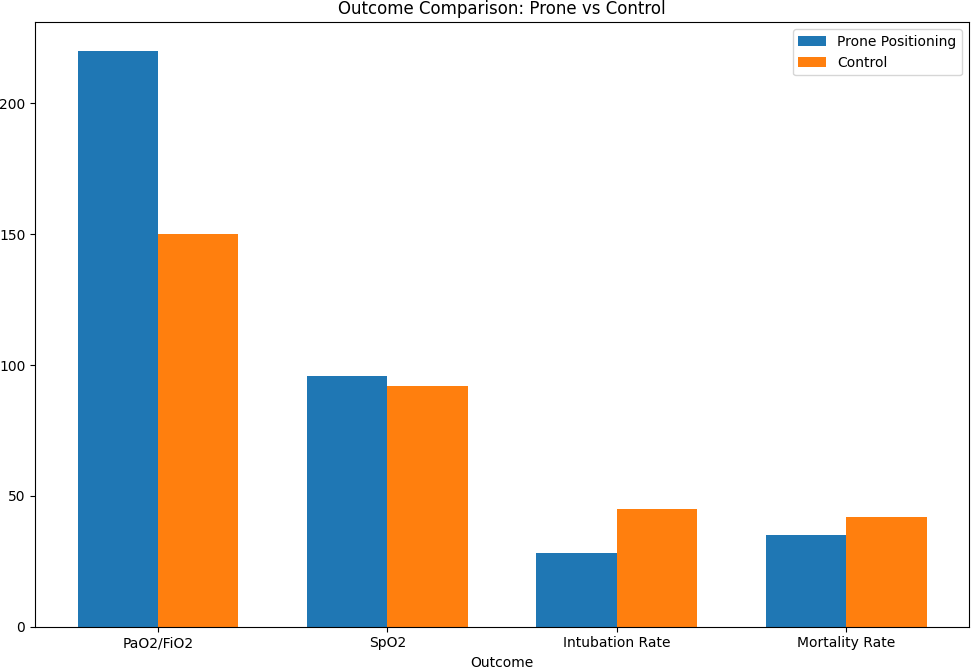 Outcome Comparison: Prone vs Control
Prone Positioning
Control
200
150
100
50
0
PaO2/FiO2
SpO2
Intubation Rate
Mortality Rate
Outcome